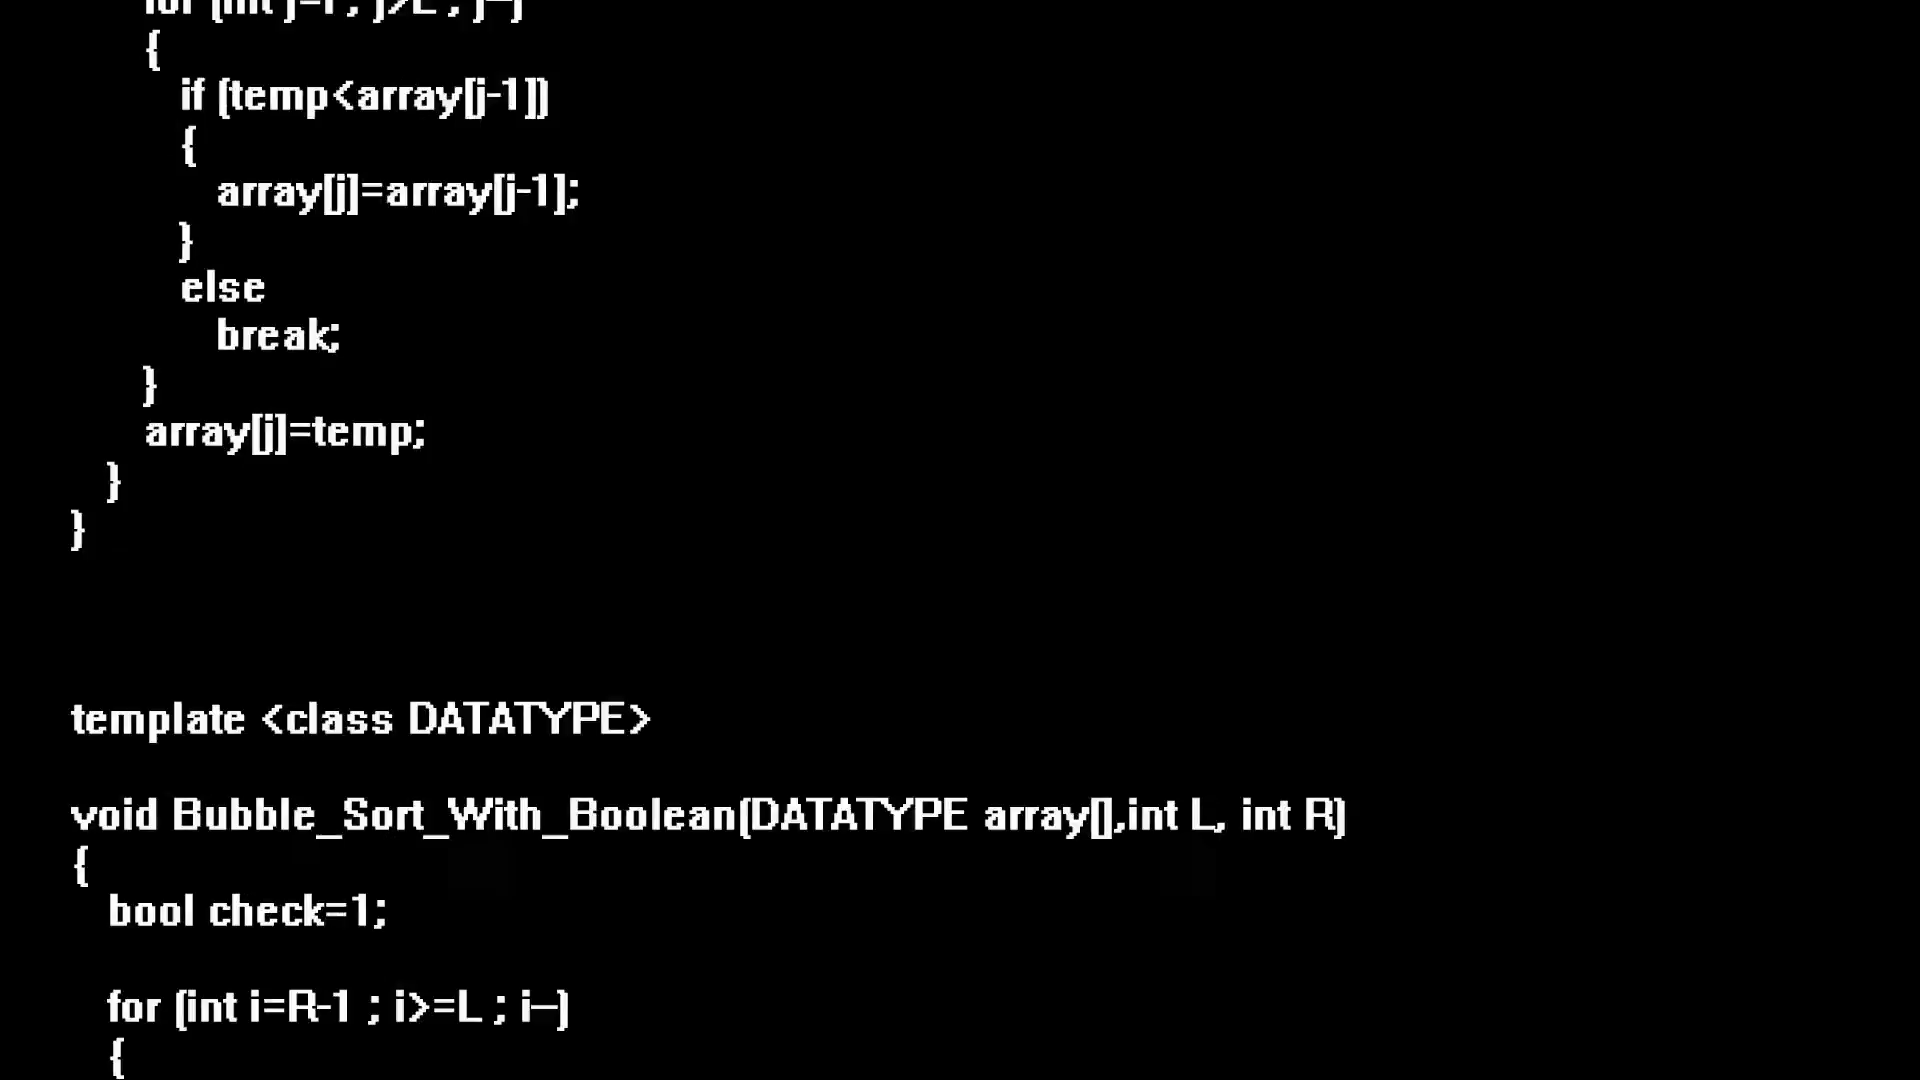 {
if (temp<array[j-1])
{
array[j]=array[j-1];
}
else
break;
}
array[j]=temp;
}
}
template <class DATATYPE>
void Bubble_Sort_With_Boolean(DATATYPE array[],int L, int R)
{
bool check=1;
for (int i=R-1 ; i>=L ; i--)
{